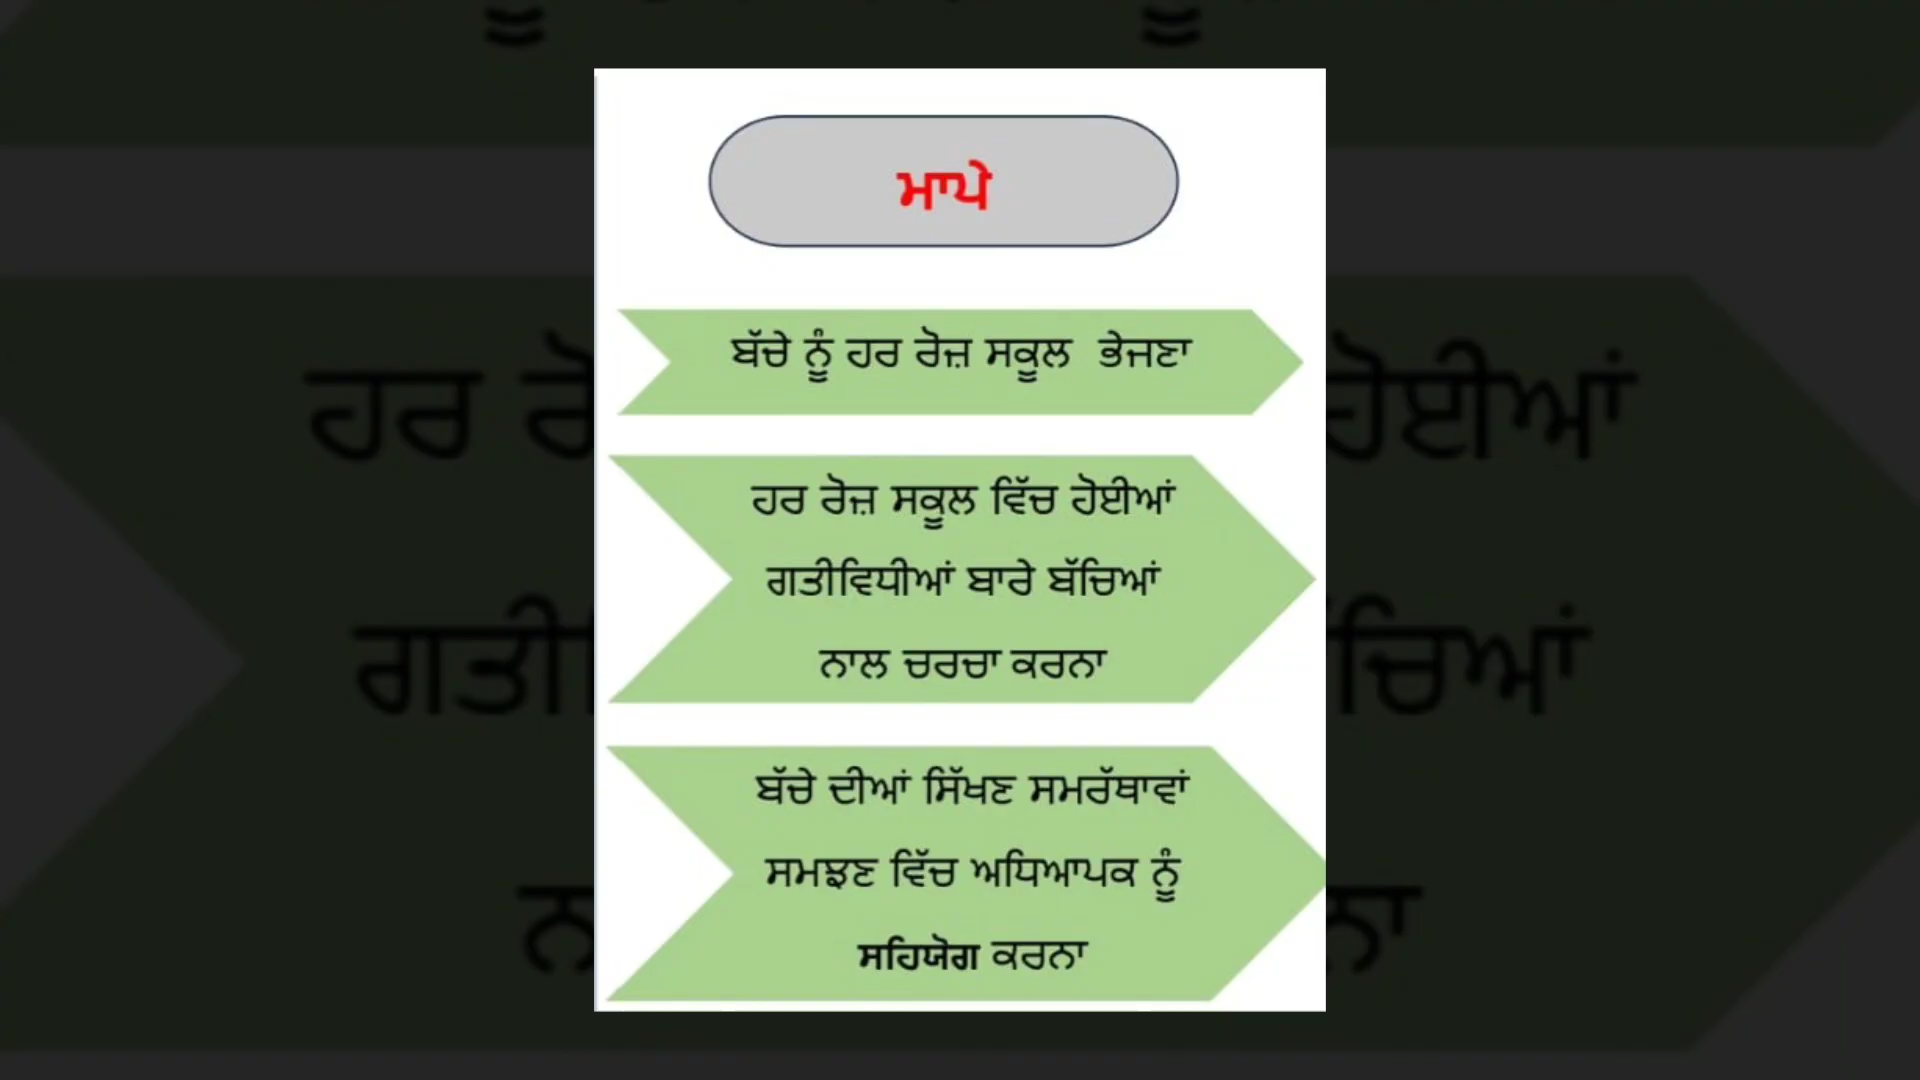 ਮਾਪੇ
ਬੱਚੇ ਨੂੰ ਹਰ ਰੋਜ਼ ਸਕੂਲ ਭੇਜਣਾ
ਹਰ ਰੋਜ਼ ਸਕੂਲ ਵਿੱਚ ਹੋਈਆਂ
ਗਤੀਵਿਧੀਆਂ ਬਾਰੇ ਬੱਚਿਆਂ
ਨਾਲ ਚਰਚਾ ਕਰਨਾ
ਬੱਚੇ ਦੀਆਂ ਸਿੱਖਣ ਸਮਰੱਥਾਵਾਂ
ਸਮਝਣ ਵਿੱਚ ਅਧਿਆਪਕ ਨੂੰ
ਸਹਿਯੋਗ ਕਰਨਾ